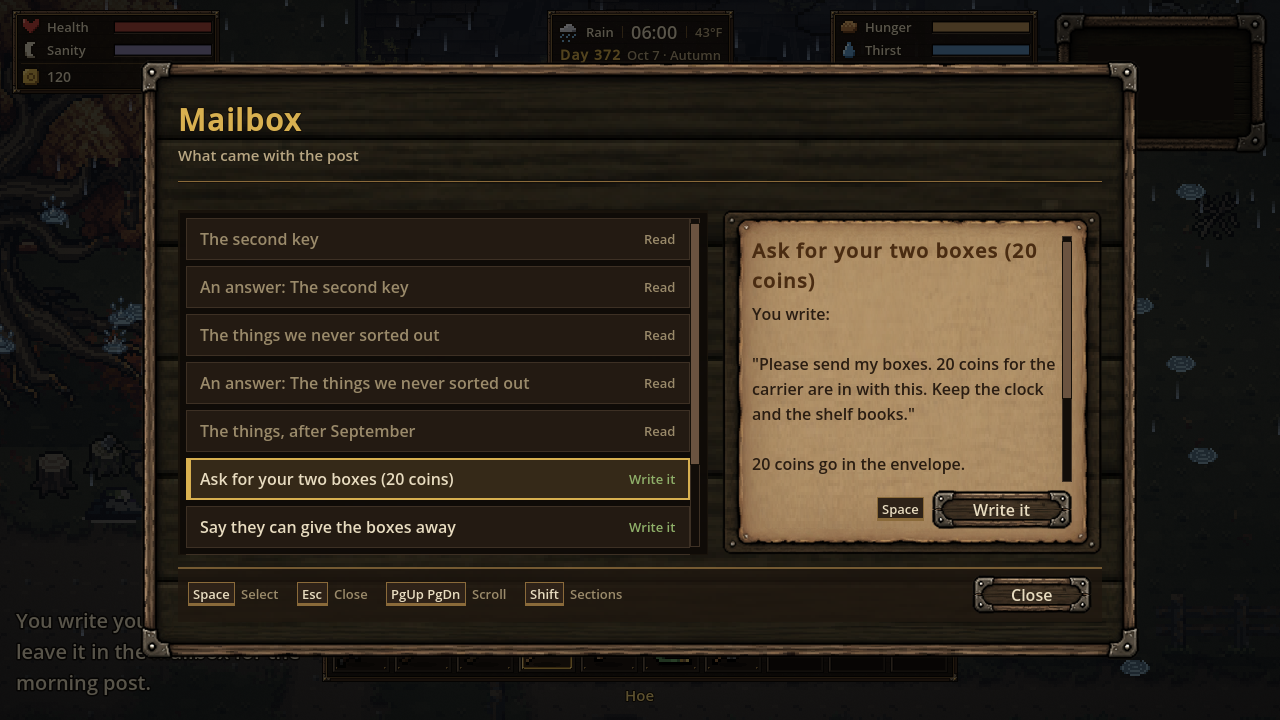 Health
Sanity
120
Rain
06:00
43°F
Day 372
Oct 7 · Autumn
Hunger
Thirst
Mailbox
What came with the post
The second key
Read
An answer: The second key
Read
The things we never sorted out
Read
An answer: The things we never sorted out
Read
The things, after September
Read
Ask for your two boxes (20 coins)
Write it
Say they can give the boxes away
Write it
Ask for your two boxes (20
coins)
You write:
"Please send my boxes. 20 coins for the
carrier are in with this. Keep the clock
and the shelf books."
20 coins go in the envelope.
Space
Write it
Space
Select
Esc
Close
PgUp PgDn
Scroll
Shift
Sections
Close
You write
leave it in the
morning post.
Hoe